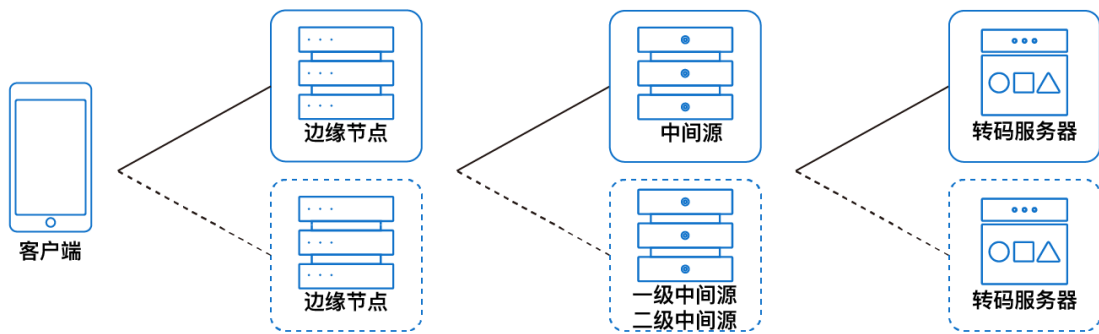 边缘节点
中间源
转码服务器
客户端
边缘节点
一级中间源
二级中间源
转码服务器